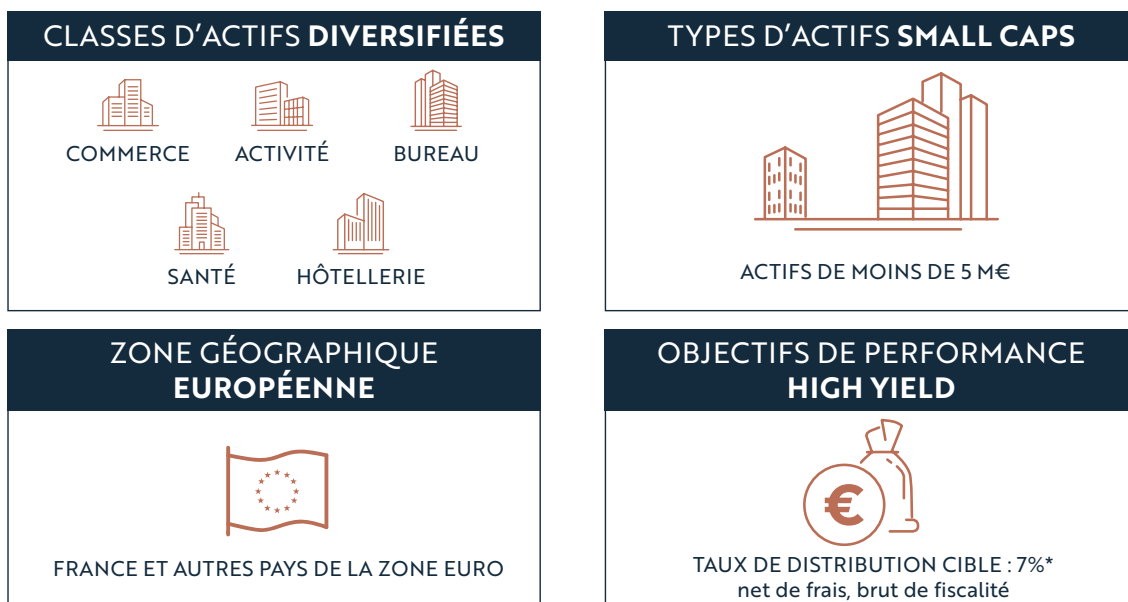 CLASSES D'ACTIFS DIVERSIFIÉES
COMMERCE
ACTIVITÉ
BUREAU
SANTÉ
HÔTELLERIE
TYPES D'ACTIFS SMALL CAPS
ACTIFS DE MOINS DE 5 M€
ZONE GÉOGRAPHIQUE
EUROPÉENNE
FRANCE ET AUTRES PAYS DE LA ZONE EURO
OBJECTIFS DE PERFORMANCE
HIGH YIELD
€
TAUX DE DISTRIBUTION CIBLE : 7%*
net de frais, brut de fiscalité